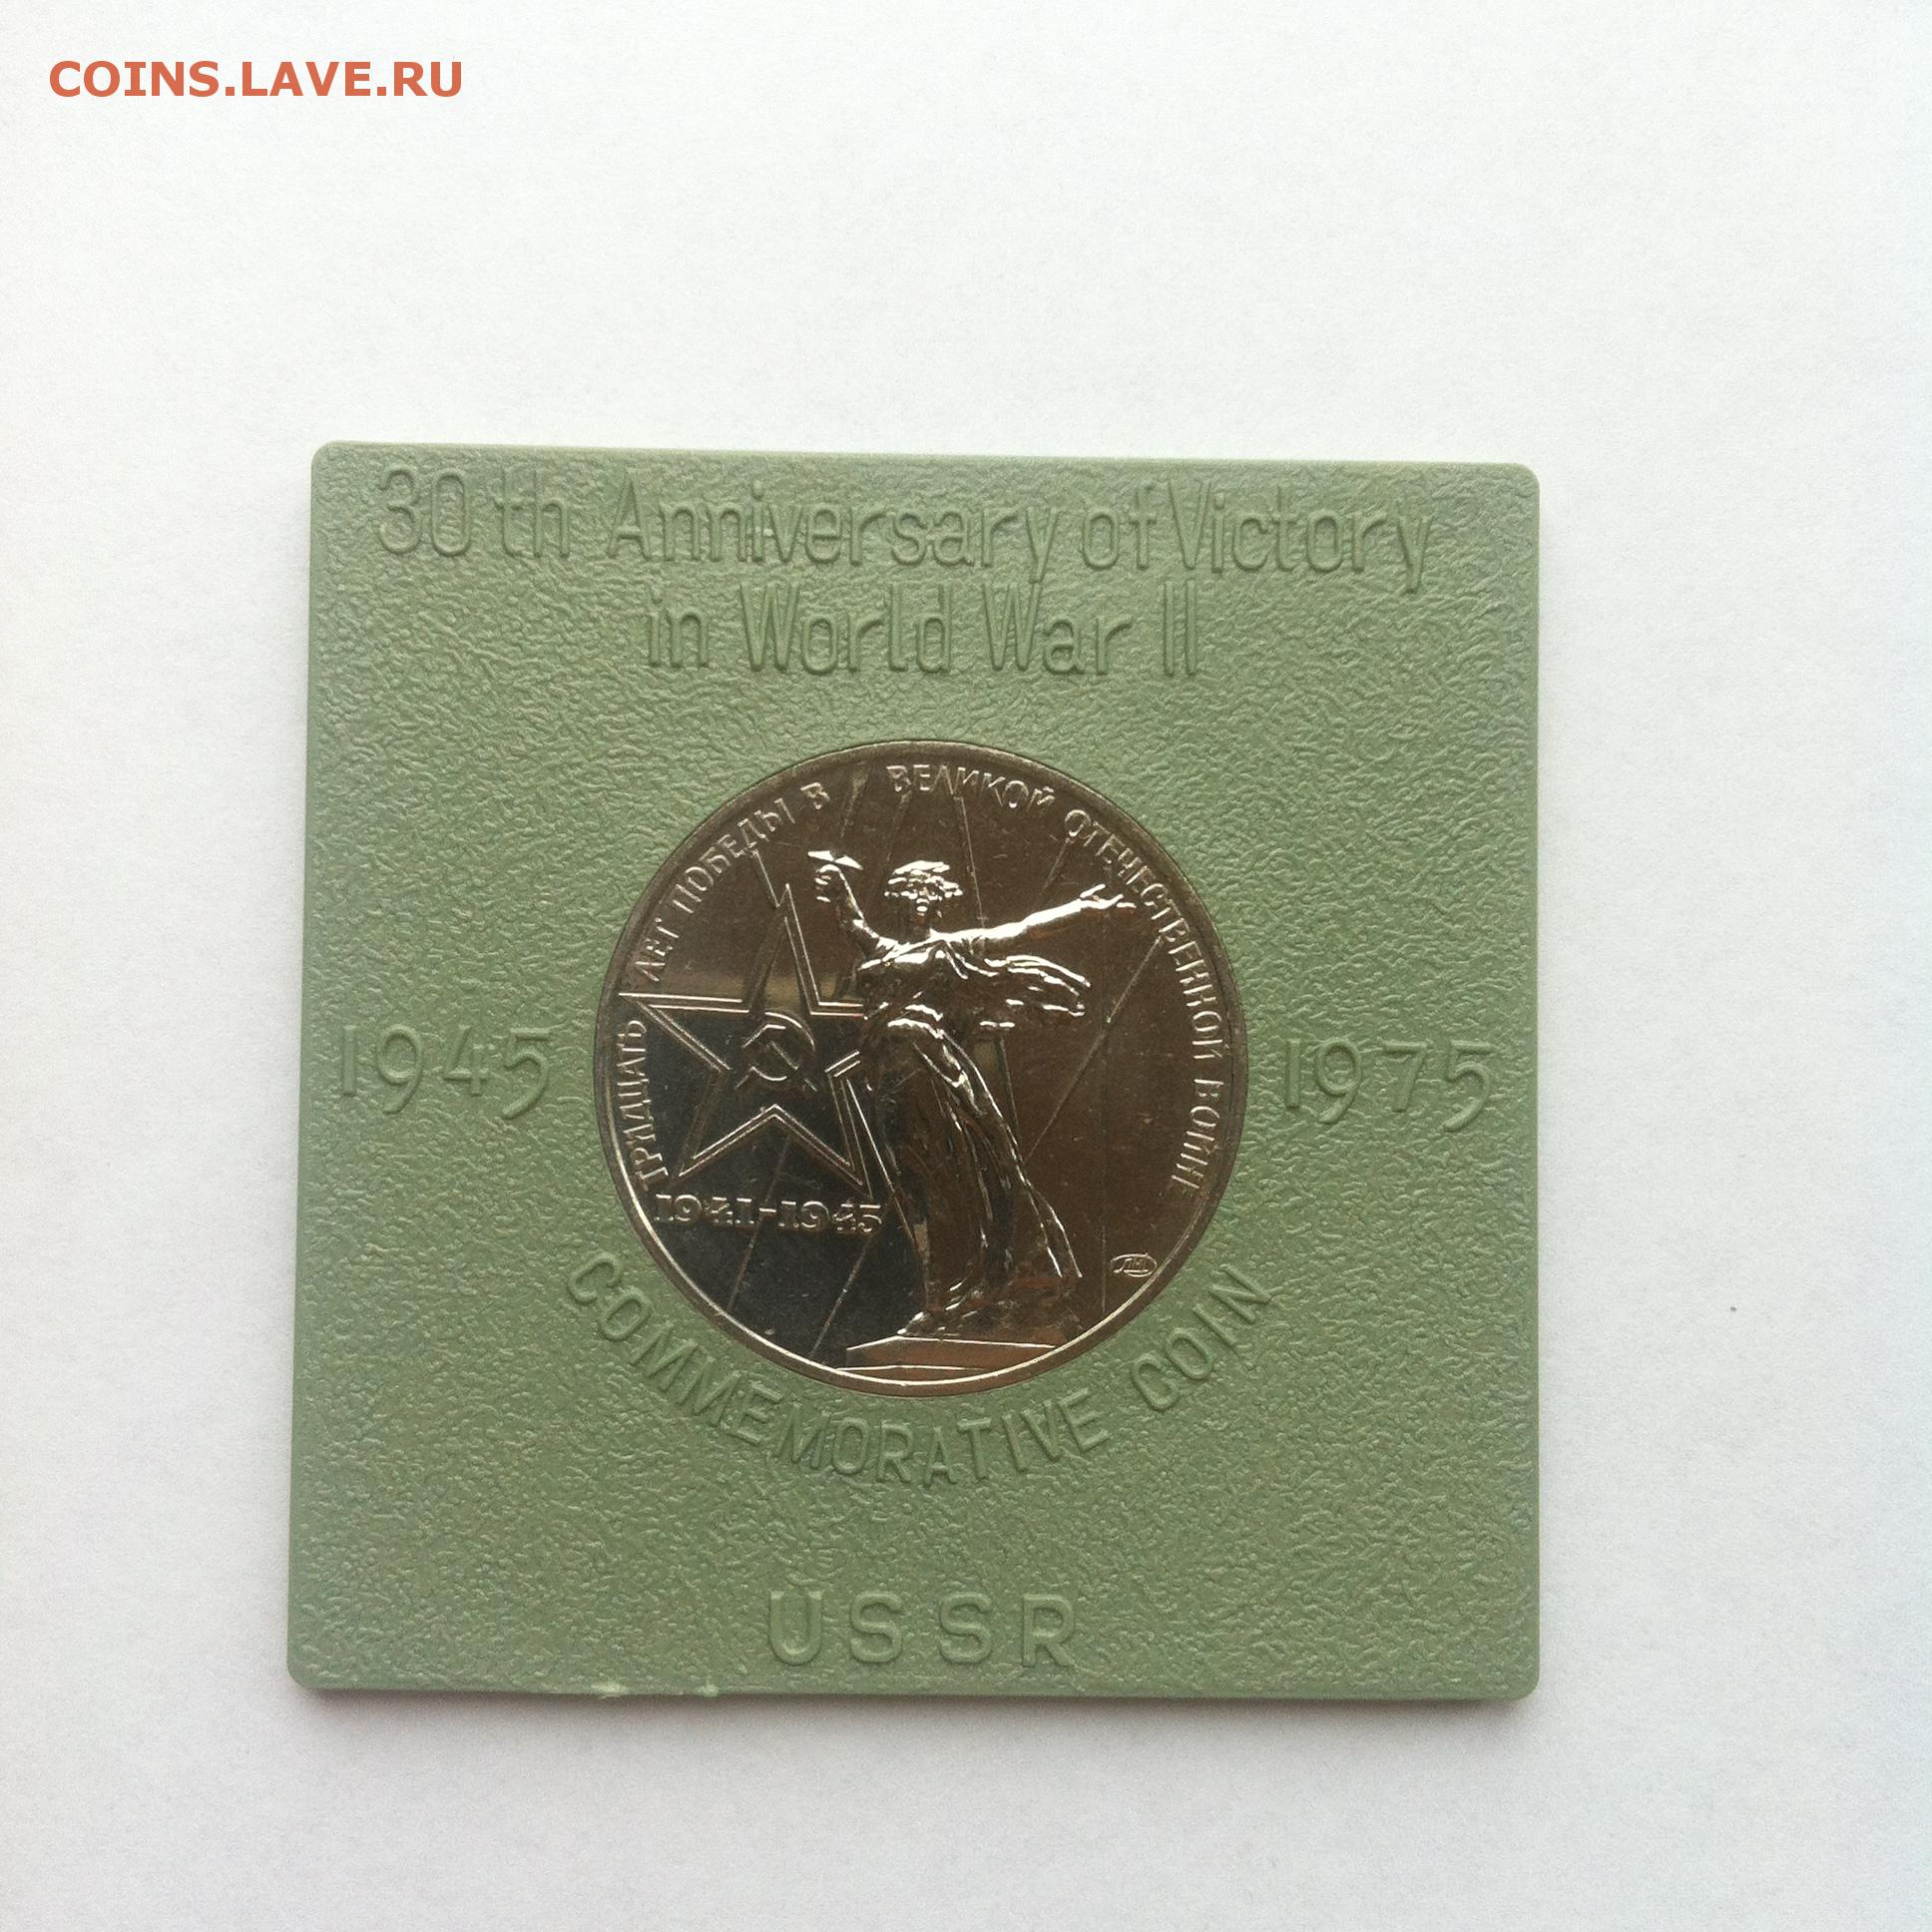 COINS.LAVE.RU
30 th Anniversary of Victory
in World War II
ТРИДЦАТЬ ЛЕТ ПОБЕДЫ В ВЕЛИКОЙ ОТЕЧЕСТВЕННОЙ ВОЙНЕ
1945
1975
1941-1945
ЛМД
COMMEMORATIVE COIN
USSR